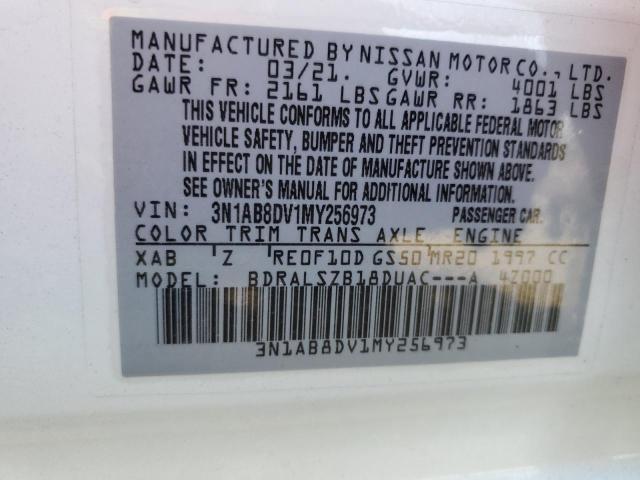 MANUFACTURED BY NISSAN MOTOR CO., LTD.
DATE: 03/21. GVWR: 4001 LBS
GAWR FR: 2161 LBS GAWR RR: 1863 LBS
THIS VEHICLE CONFORMS TO ALL APPLICABLE FEDERAL MOTOR
VEHICLE SAFETY, BUMPER AND THEFT PREVENTION STANDARDS
IN EFFECT ON THE DATE OF MANUFACTURE SHOWN ABOVE.
SEE OWNER'S MANUAL FOR ADDITIONAL INFORMATION
VIN: 3N1AB8DV1MY256973 PASSENGER CAR.
COLOR TRIM TRANS AXLE ENGINE
XAB Z RE0F10D GS50 MR20 1997 CC
MODEL: BDRALSZB18DUAC---A 4Z000
3N1AB8DV1MY256973